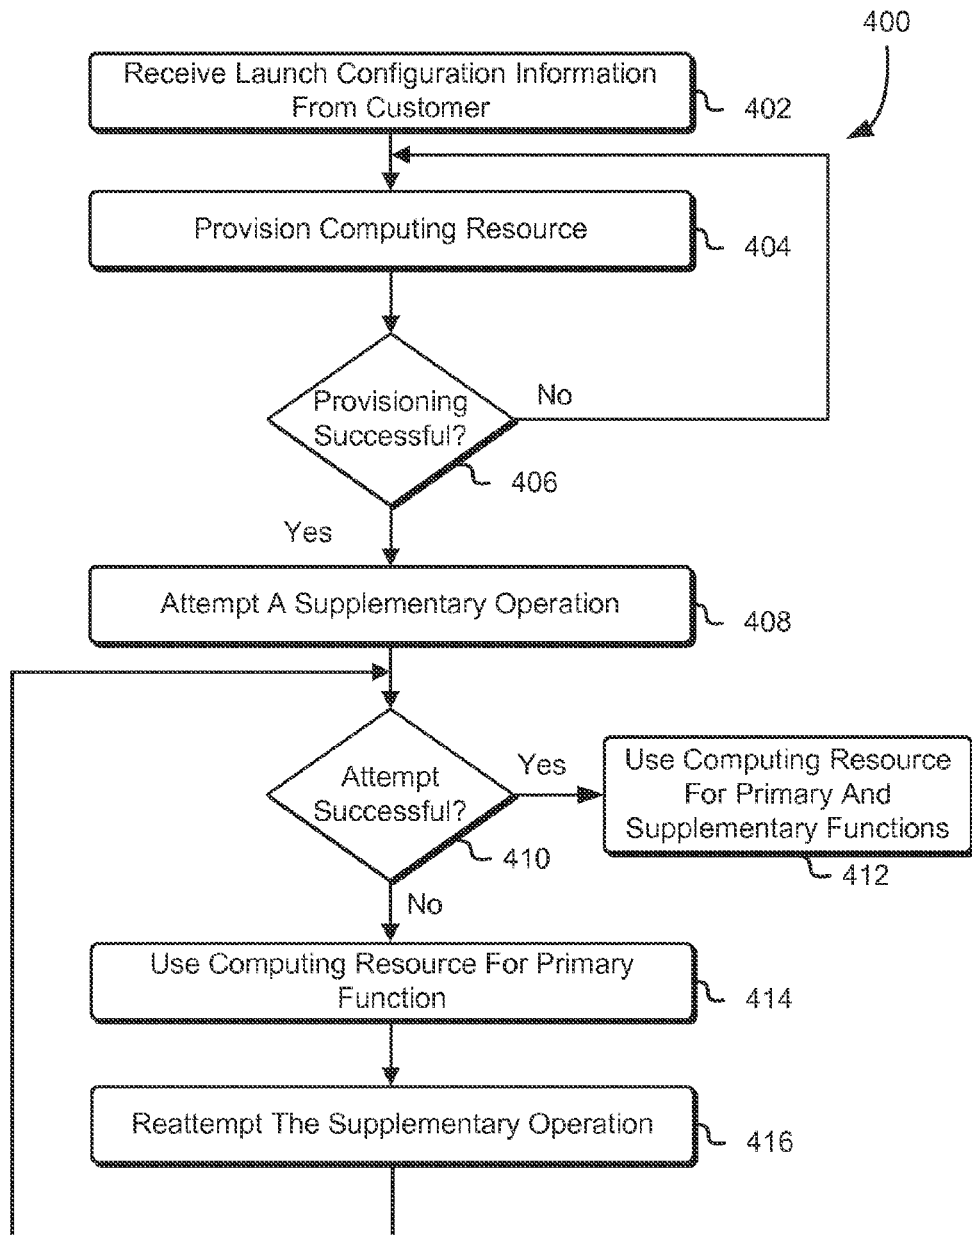 400
Receive Launch Configuration Information
From Customer
402
Provision Computing Resource
404
Provisioning
Successful?
No
406
Yes
Attempt A Supplementary Operation
408
Attempt
Successful?
Yes
410
Use Computing Resource
For Primary And
Supplementary Functions
412
No
Use Computing Resource For Primary
Function
414
Reattempt The Supplementary Operation
416